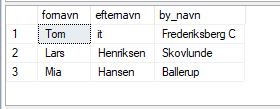 fornavn efternavn by_navn
1 Tom it Frederiksberg C
2 Lars Henriksen Skovlunde
3 Mia Hansen Ballerup